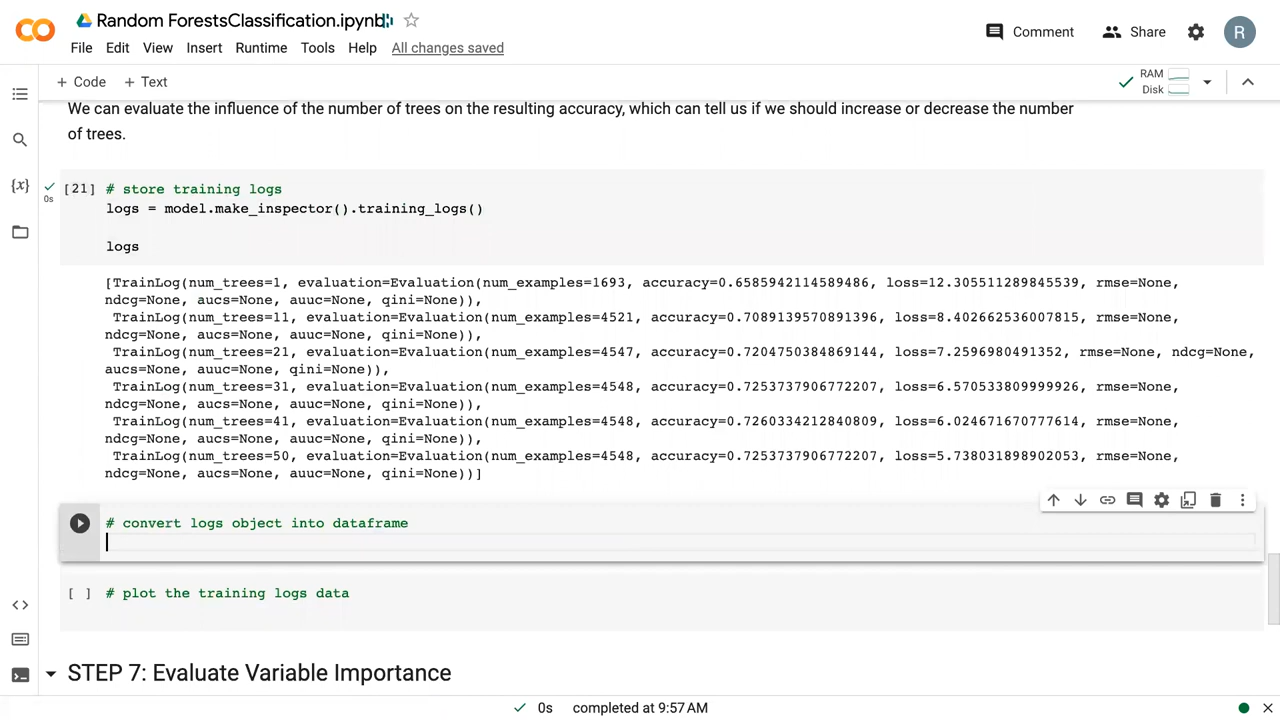 Random ForestsClassification.ipynb
File Edit View Insert Runtime Tools Help All changes saved
Comment Share R
+ Code + Text
RAM
Disk
We can evaluate the influence of the number of trees on the resulting accuracy, which can tell us if we should increase or decrease the number
of trees.
[21] # store training logs
0s
logs = model.make_inspector().training_logs()
logs
[TrainLog(num_trees=1, evaluation=Evaluation(num_examples=1693, accuracy=0.6585942114589486, loss=12.305511289845539, rmse=None,
ndcg=None, aucs=None, auuc=None, qini=None)),
TrainLog(num_trees=11, evaluation=Evaluation(num_examples=4521, accuracy=0.7089139570891396, loss=8.402662536007815, rmse=None,
ndcg=None, aucs=None, auuc=None, qini=None)),
TrainLog(num_trees=21, evaluation=Evaluation(num_examples=4547, accuracy=0.7204750384869144, loss=7.2596980491352, rmse=None, ndcg=None,
aucs=None, auuc=None, qini=None)),
TrainLog(num_trees=31, evaluation=Evaluation(num_examples=4548, accuracy=0.7253737906772207, loss=6.570533809999926, rmse=None,
ndcg=None, aucs=None, auuc=None, qini=None)),
TrainLog(num_trees=41, evaluation=Evaluation(num_examples=4548, accuracy=0.7260334212840809, loss=6.024671670777614, rmse=None,
ndcg=None, aucs=None, auuc=None, qini=None)),
TrainLog(num_trees=50, evaluation=Evaluation(num_examples=4548, accuracy=0.7253737906772207, loss=5.738031898902053, rmse=None,
ndcg=None, aucs=None, auuc=None, qini=None))]
# convert logs object into dataframe
[ ] # plot the training logs data
STEP 7: Evaluate Variable Importance
0s completed at 9:57 AM